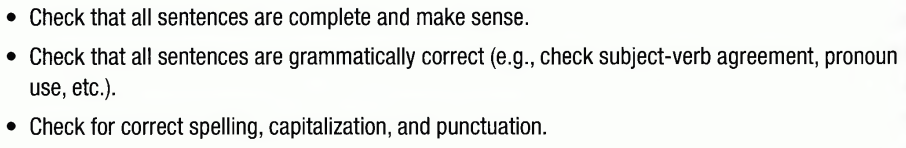 • Check that all sentences are complete and make sense.
• Check that all sentences are grammatically correct (e.g., check subject-verb agreement, pronoun
use, etc.).
• Check for correct spelling, capitalization, and punctuation.